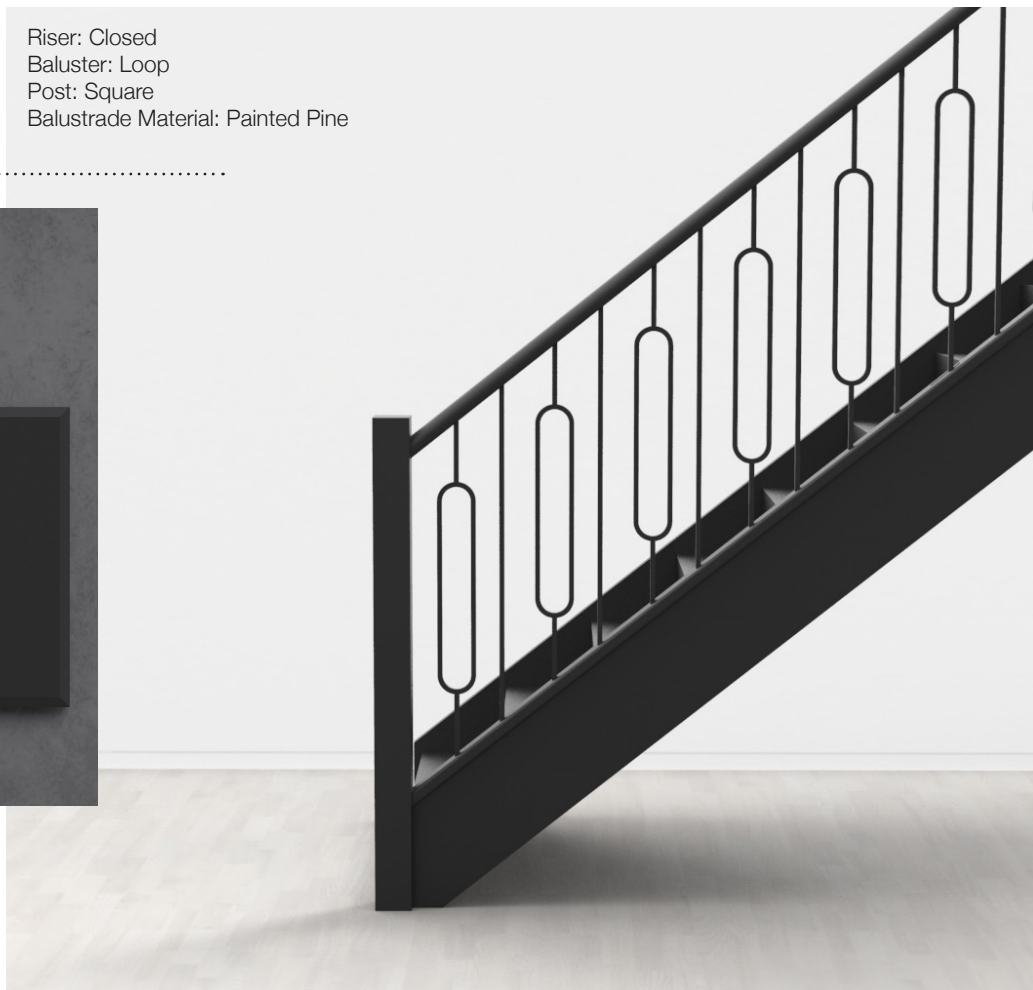 Riser: Closed
Baluster: Loop
Post: Square
Balustrade Material: Painted Pine